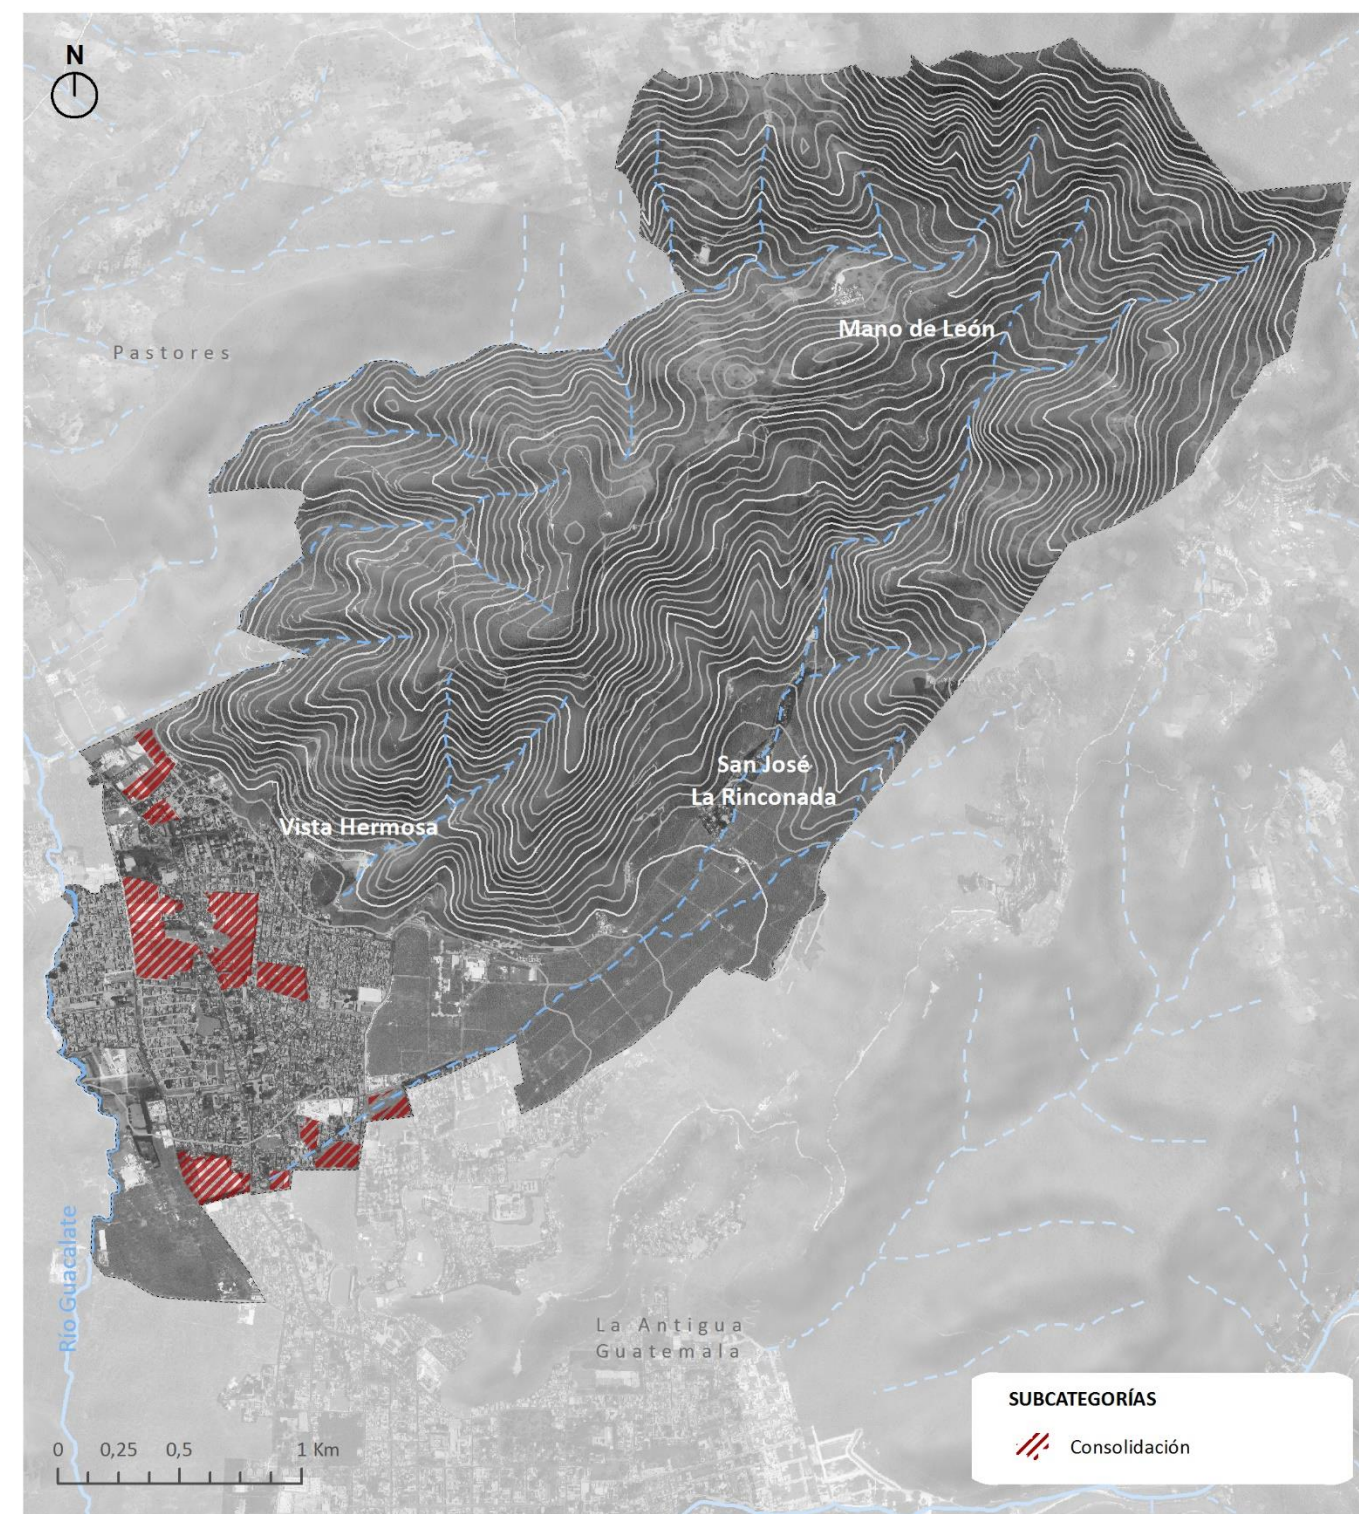 N
Mano de León
Pastores
San José
La Rinconada
Vista Hermosa
Río Guacalate
La Antigua
Guatemala
SUBCATEGORÍAS
Consolidación
0 0,25 0,5 1 Km